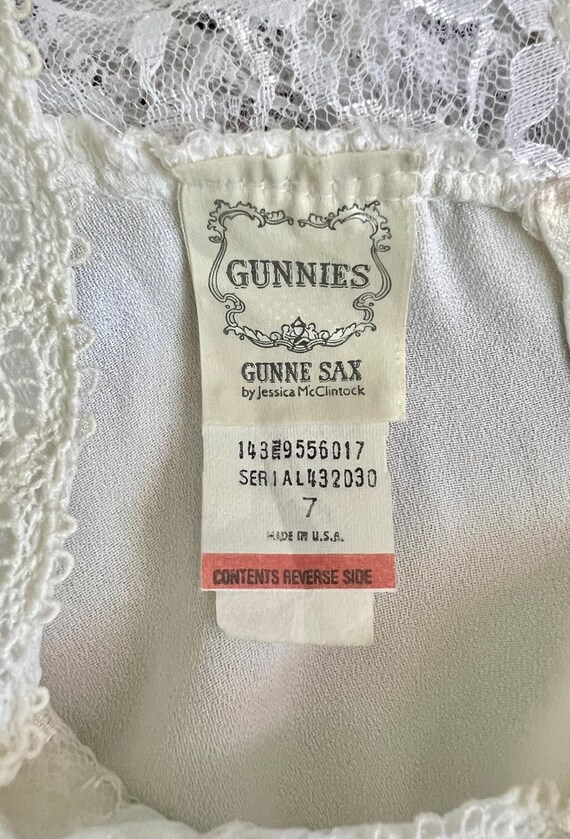 GUNNIES
GUNNE SAX
by Jessica McClintock
143 9556017
SERIAL432030
7
MADE IN U.S.A.
CONTENTS REVERSE SIDE